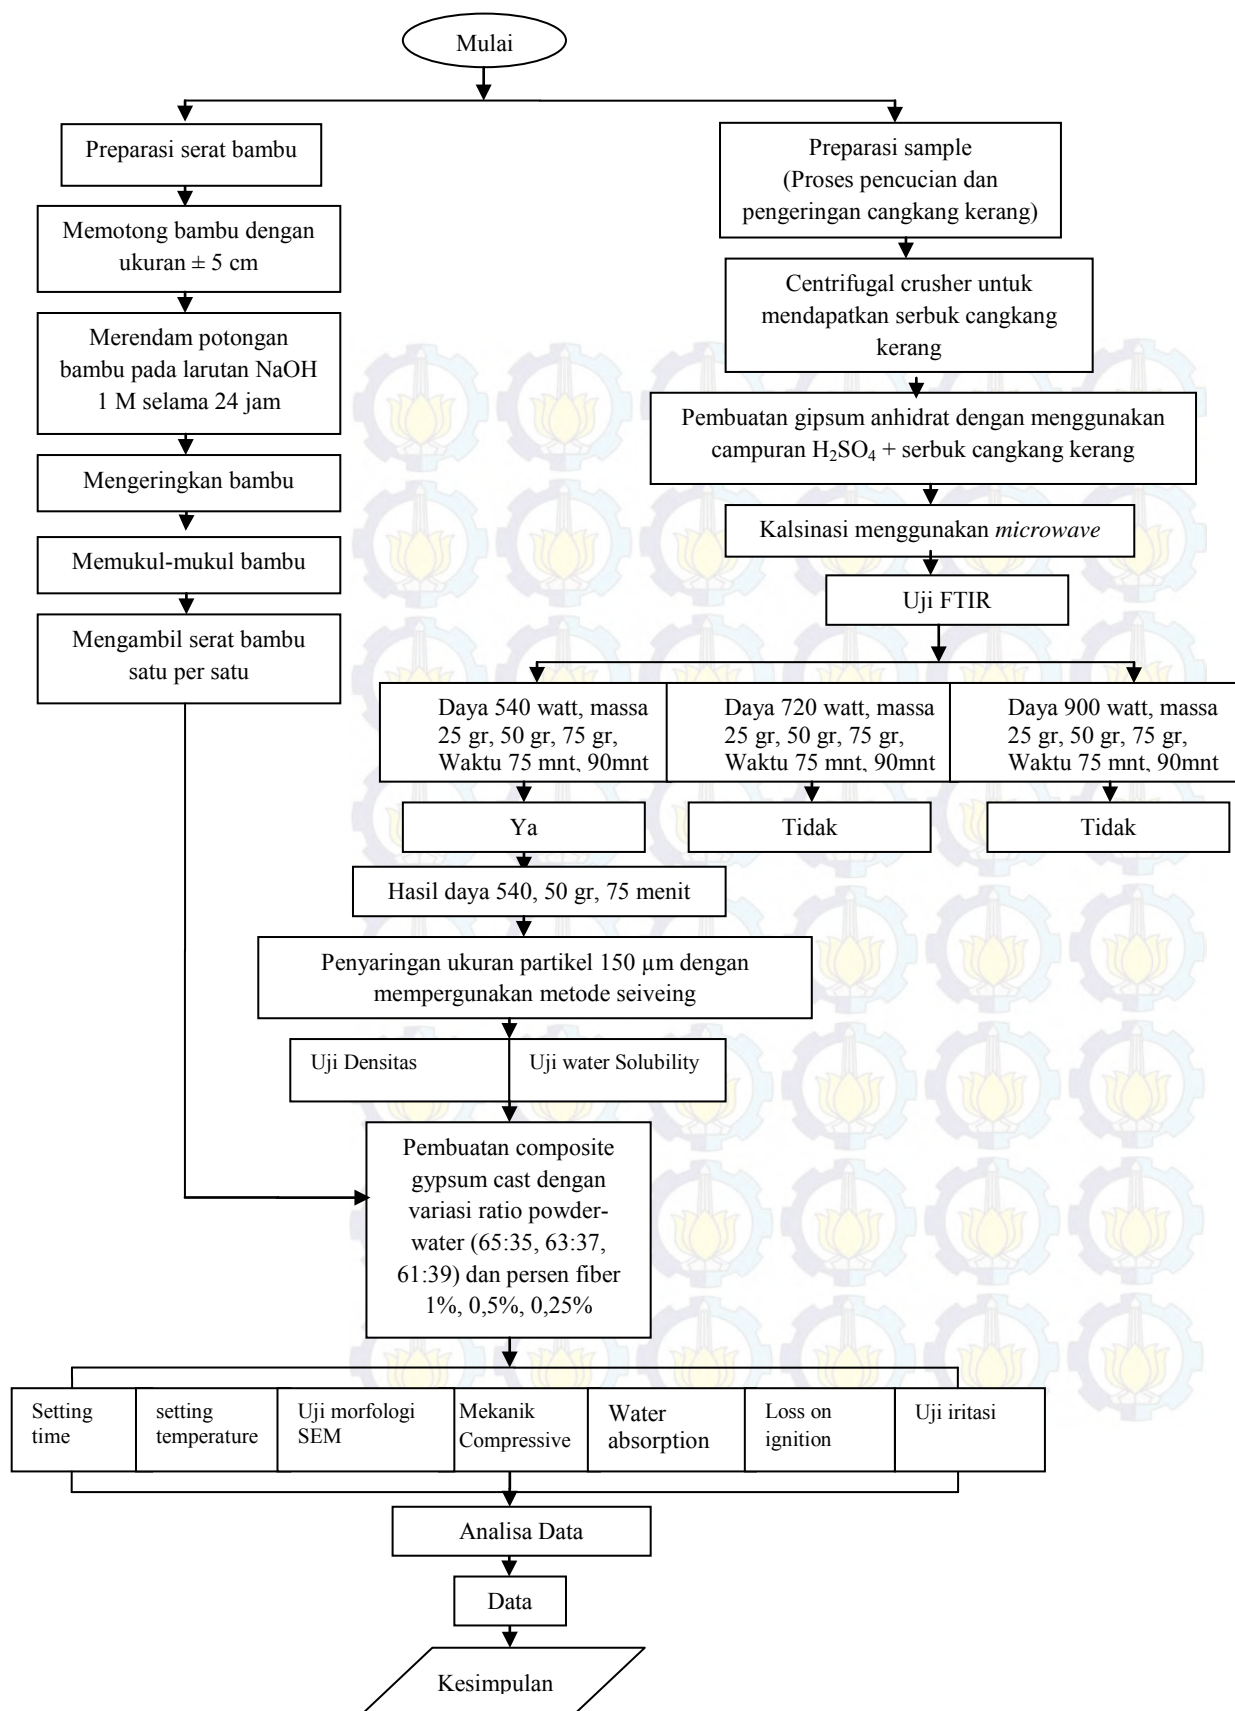 Mulai
Preparasi serat bambu
Memotong bambu dengan
ukuran ± 5 cm
Merendam potongan
bambu pada larutan NaOH
1 M selama 24 jam
Mengeringkan bambu
Memukul-mukul bambu
Mengambil serat bambu
satu per satu
Preparasi sample
(Proses pencucian dan
pengeringan cangkang kerang)
Centrifugal crusher untuk
mendapatkan serbuk cangkang
kerang
Pembuatan gipsum anhidrat dengan menggunakan
campuran H₂SO₄ + serbuk cangkang kerang
Kalsinasi menggunakan microwave
Uji FTIR
Daya 540 watt, massa
25 gr, 50 gr, 75 gr,
Waktu 75 mnt, 90mnt
Daya 720 watt, massa
25 gr, 50 gr, 75 gr,
Waktu 75 mnt, 90mnt
Daya 900 watt, massa
25 gr, 50 gr, 75 gr,
Waktu 75 mnt, 90mnt
Ya
Tidak
Tidak
Hasil daya 540, 50 gr, 75 menit
Penyaringan ukuran partikel 150 µm dengan
mempergunakan metode seiveing
Uji Densitas
Uji water Solubility
Pembuatan composite
gypsum cast dengan
variasi ratio powder-
water (65:35, 63:37,
61:39) dan persen fiber
1%, 0,5%, 0,25%
Setting
time
setting
temperature
Uji morfologi
SEM
Mekanik
Compressive
Water
absorption
Loss on
ignition
Uji iritasi
Analisa Data
Data
Kesimpulan